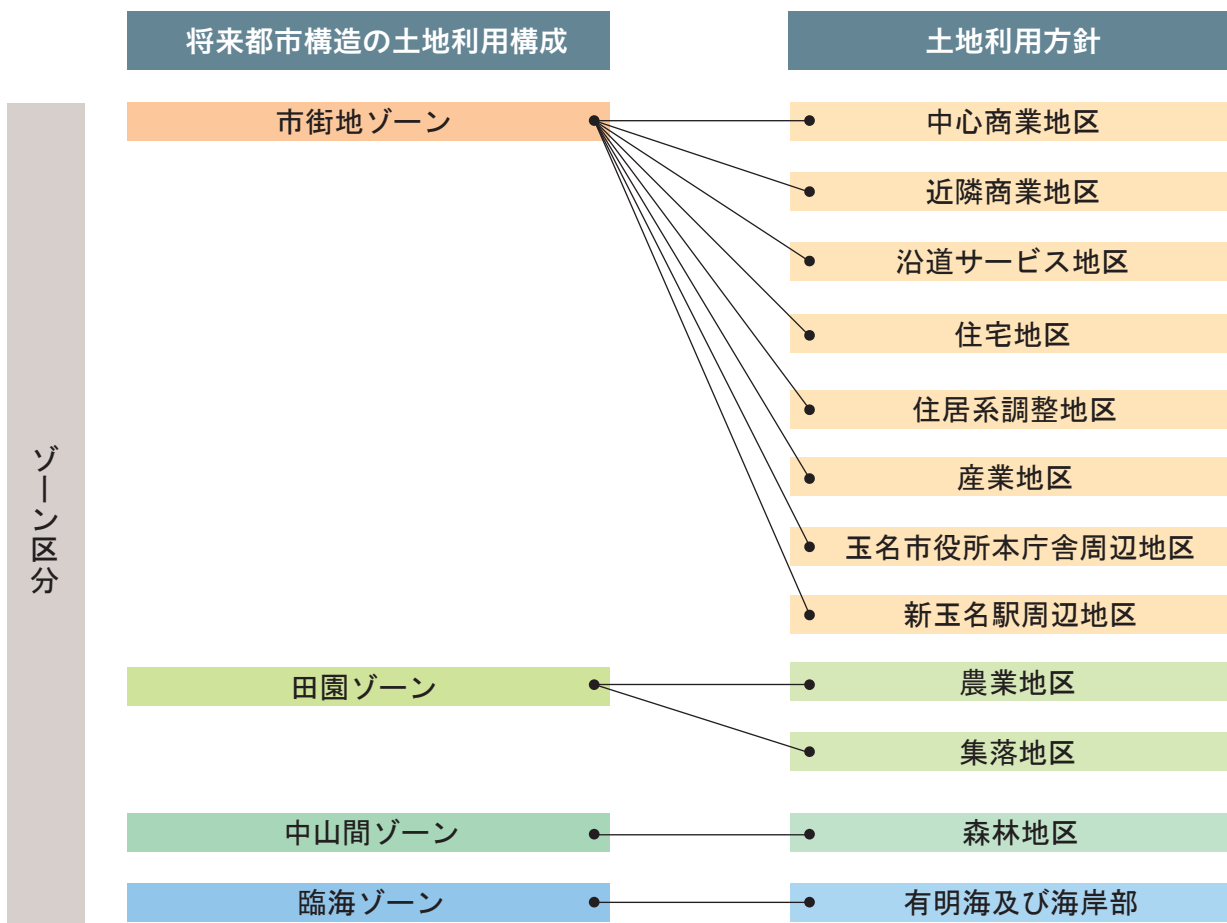 将来都市構造の土地利用構成
土地利用方針
ゾーン区分
市街地ゾーン
中心商業地区
近隣商業地区
沿道サービス地区
住宅地区
住居系調整地区
産業地区
玉名市役所本庁舎周辺地区
新玉名駅周辺地区
田園ゾーン
農業地区
集落地区
中山間ゾーン
森林地区
臨海ゾーン
有明海及び海岸部